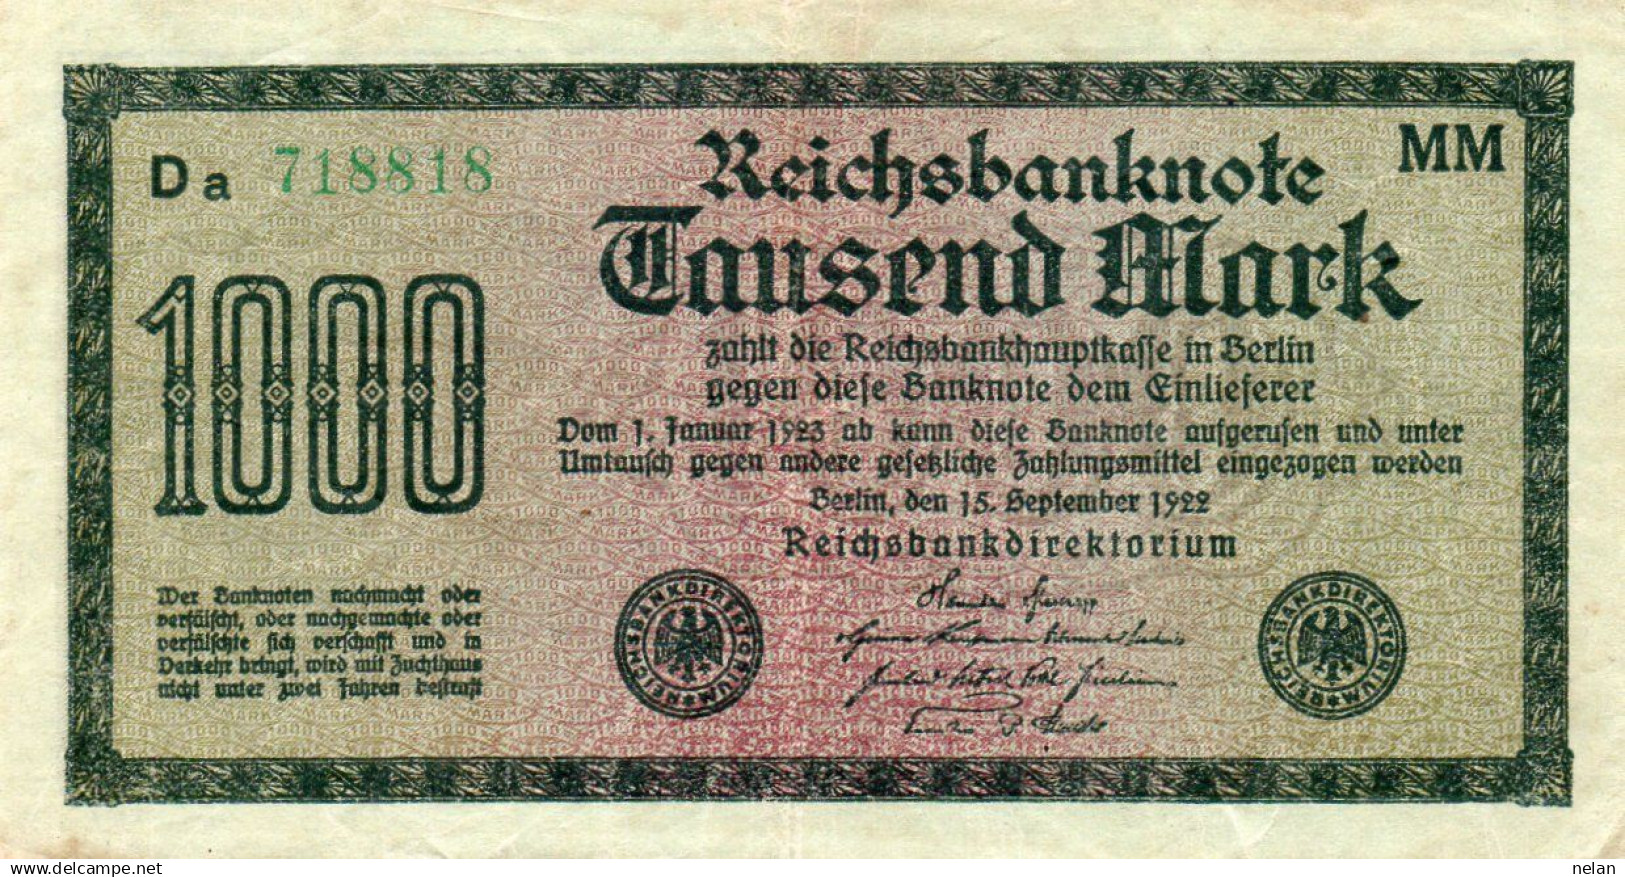 Da 718818
MM
Reichsbanknote
Tausend Mark
1000
zahlt die Reichsbankhauptkasse in Berlin
gegen diese Banknote dem Einlieferer
Vom 1. Januar 1923 ab kann diese Banknote aufgerufen und unter
Umtausch gegen andere gesetzliche Zahlungsmittel eingezogen werden
Berlin, den 15. September 1922
Reichsbankdirektorium
Wer Banknoten nachmacht oder
verfälscht, oder nachgemachte oder
verfälschte sich verschafft und in
Verkehr bringt, wird mit Zuchthaus
nicht unter zwei Jahren bestraft
REICHSBANKDIREKTORIUM
REICHSBANKDIREKTORIUM
delcampe.net
nelan